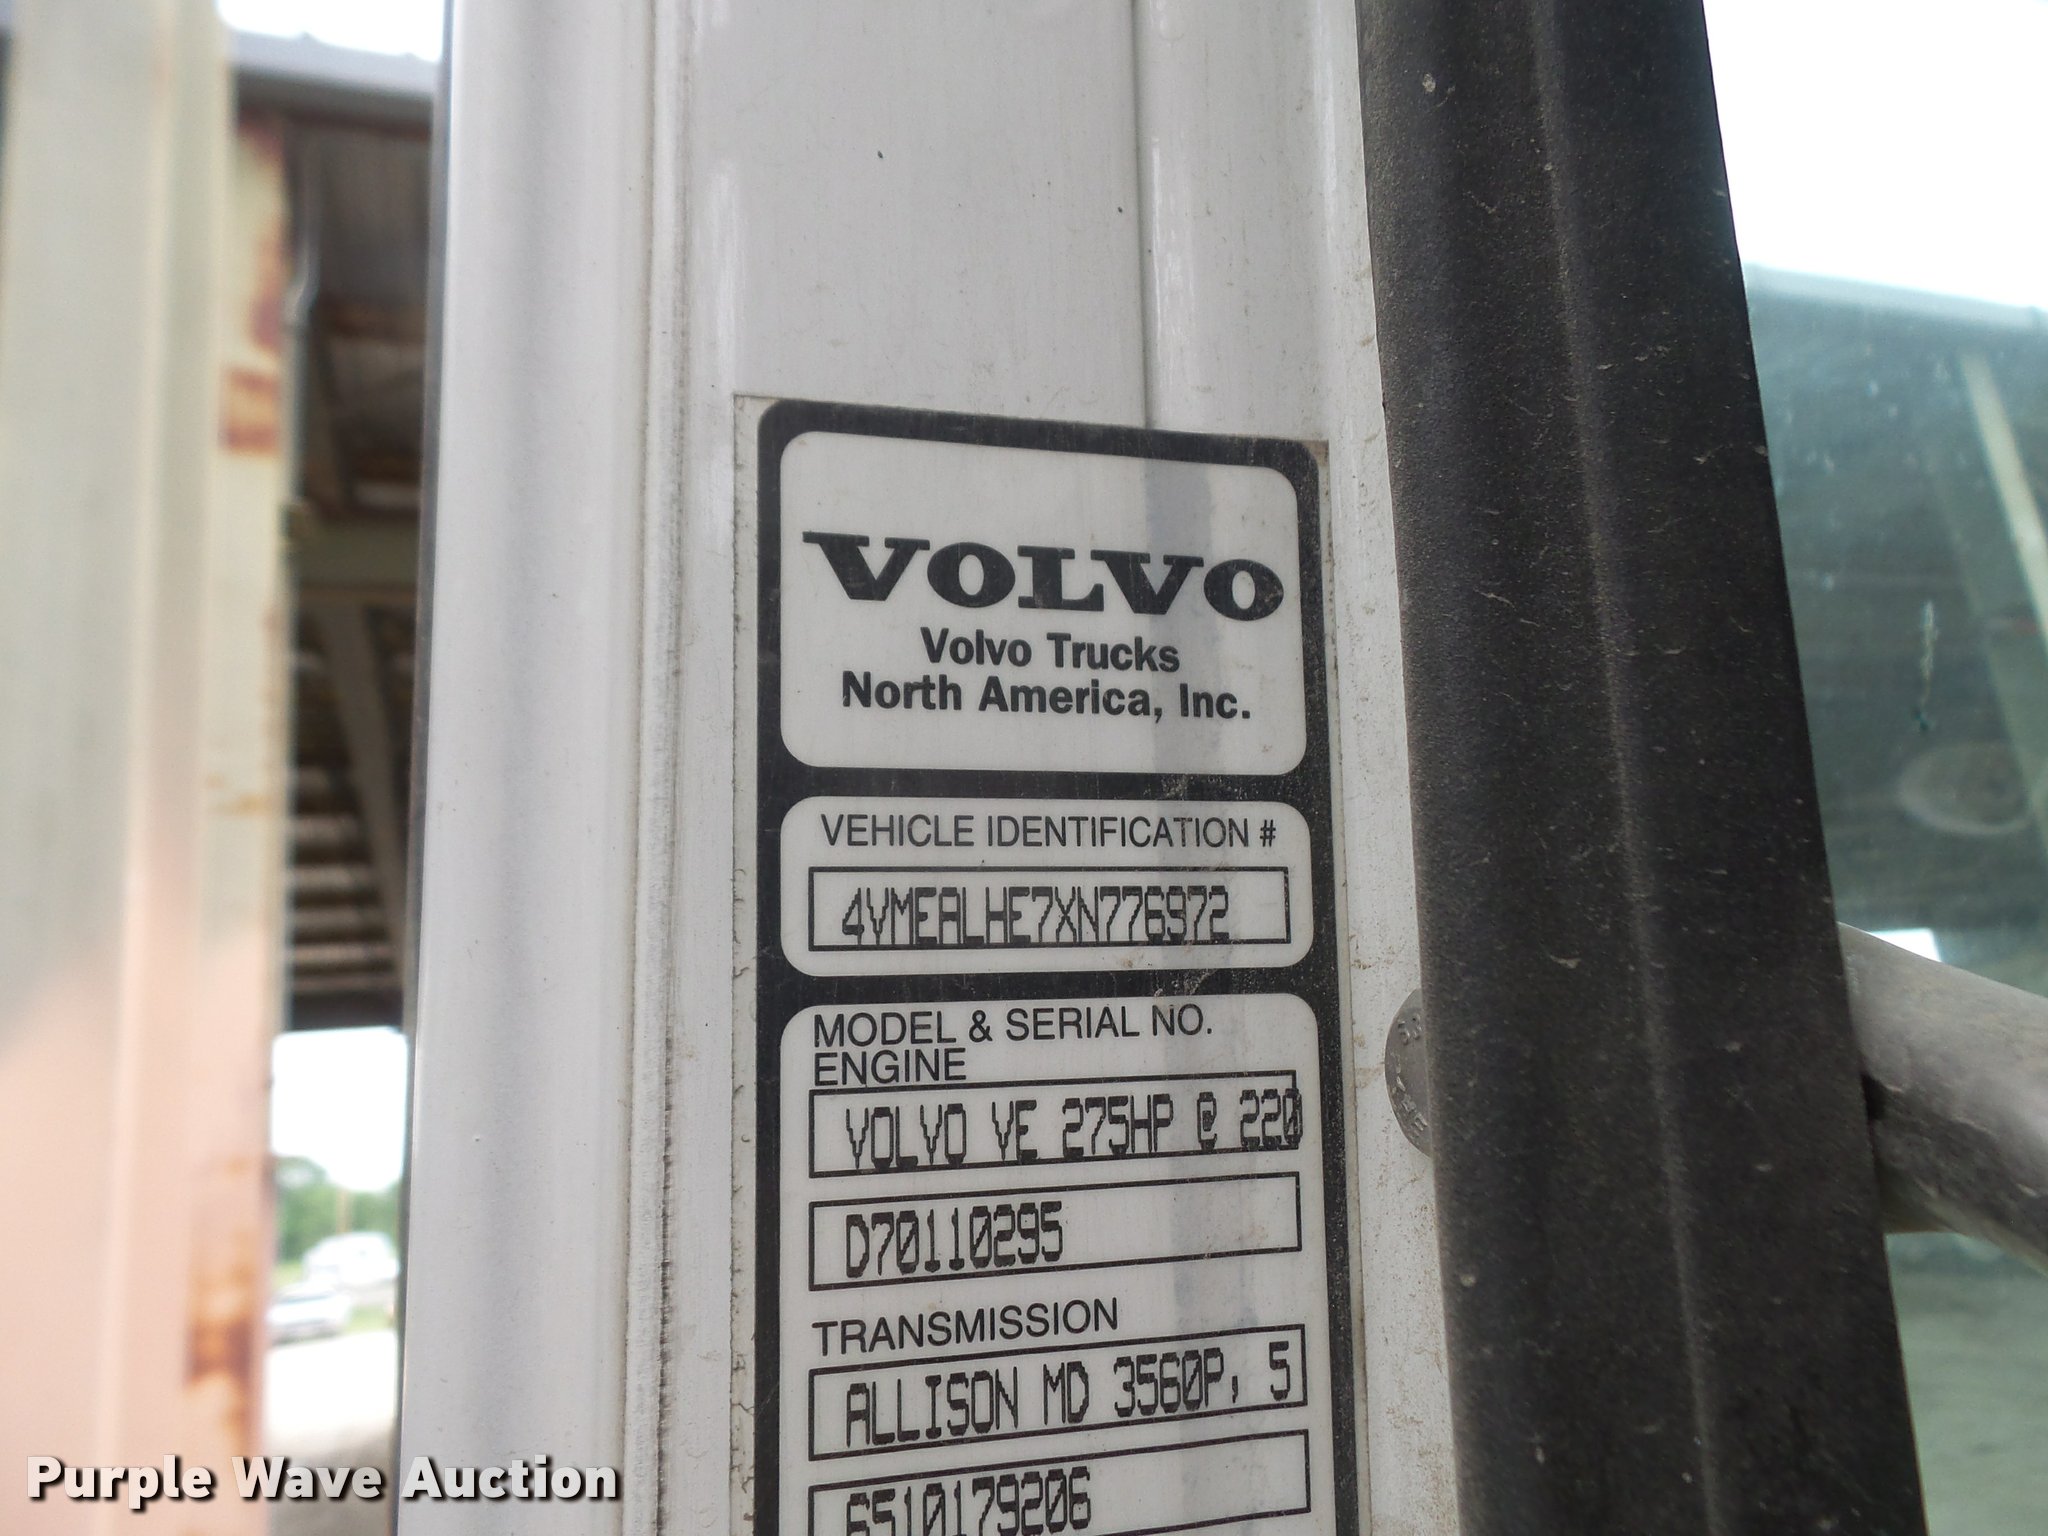 VOLVO
Volvo Trucks
North America, Inc.
VEHICLE IDENTIFICATION #
4VMEALHE7XN776972
MODEL & SERIAL NO.
ENGINE
VOLVO VE 275HP @ 220
D70110295
TRANSMISSION
ALLISON MD 3560P, 5
6510179206
Purple Wave Auction